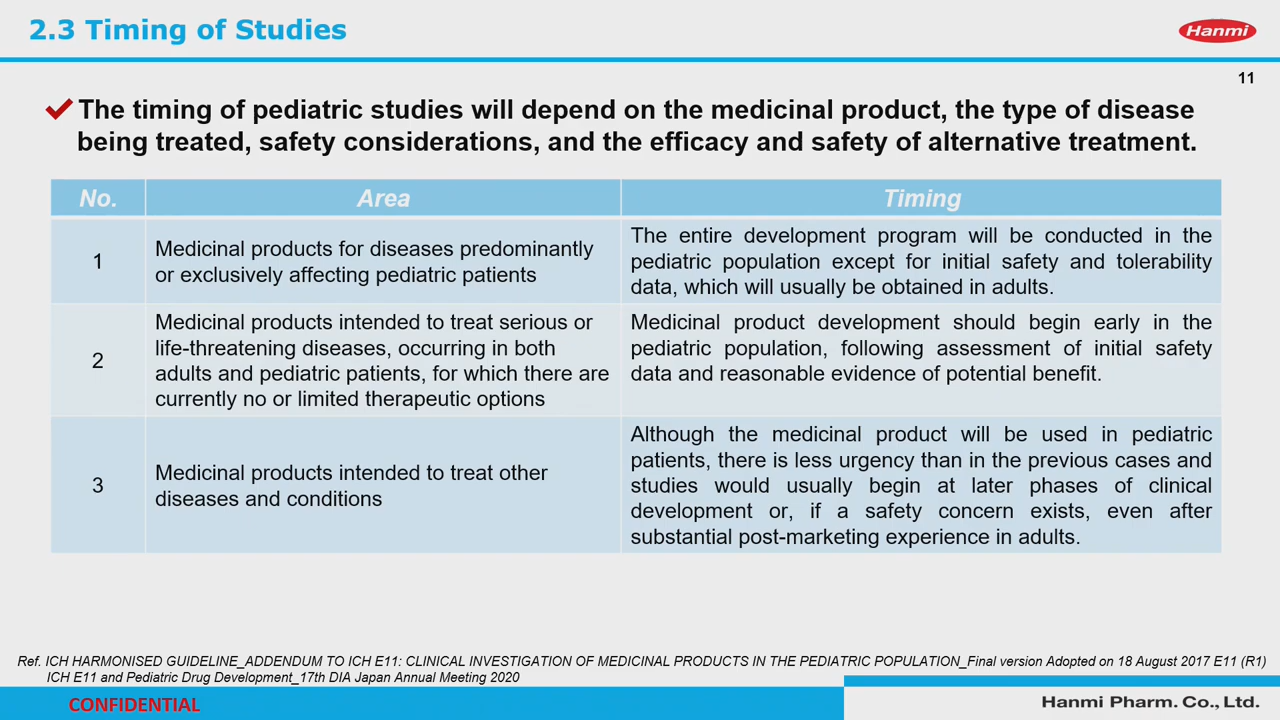 2.3 Timing of Studies
Hanmi
11
The timing of pediatric studies will depend on the medicinal product, the type of disease
being treated, safety considerations, and the efficacy and safety of alternative treatment.
No.
Area
Timing
1
Medicinal products for diseases predominantly
or exclusively affecting pediatric patients
The entire development program will be conducted in the
pediatric population except for initial safety and tolerability
data, which will usually be obtained in adults.
2
Medicinal products intended to treat serious or
life-threatening diseases, occurring in both
adults and pediatric patients, for which there are
currently no or limited therapeutic options
Medicinal product development should begin early in the
pediatric population, following assessment of initial safety
data and reasonable evidence of potential benefit.
3
Medicinal products intended to treat other
diseases and conditions
Although the medicinal product will be used in pediatric
patients, there is less urgency than in the previous cases and
studies would usually begin at later phases of clinical
development or, if a safety concern exists, even after
substantial post-marketing experience in adults.
Ref. ICH HARMONISED GUIDELINE_ADDENDUM TO ICH E11: CLINICAL INVESTIGATION OF MEDICINAL PRODUCTS IN THE PEDIATRIC POPULATION_Final version Adopted on 18 August 2017 E11 (R1)
ICH E11 and Pediatric Drug Development_17th DIA Japan Annual Meeting 2020
CONFIDENTIAL
Hanmi Pharm. Co., Ltd.